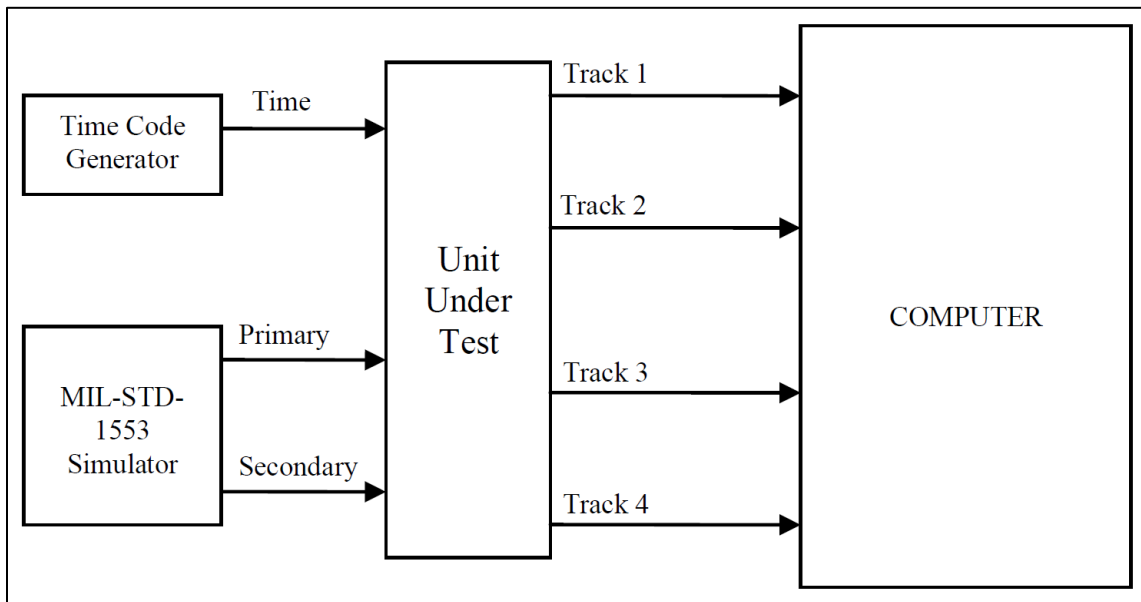 Time Code
Generator
Time
MIL-STD-
1553
Simulator
Primary
Secondary
Unit
Under
Test
Track 1
Track 2
Track 3
Track 4
COMPUTER